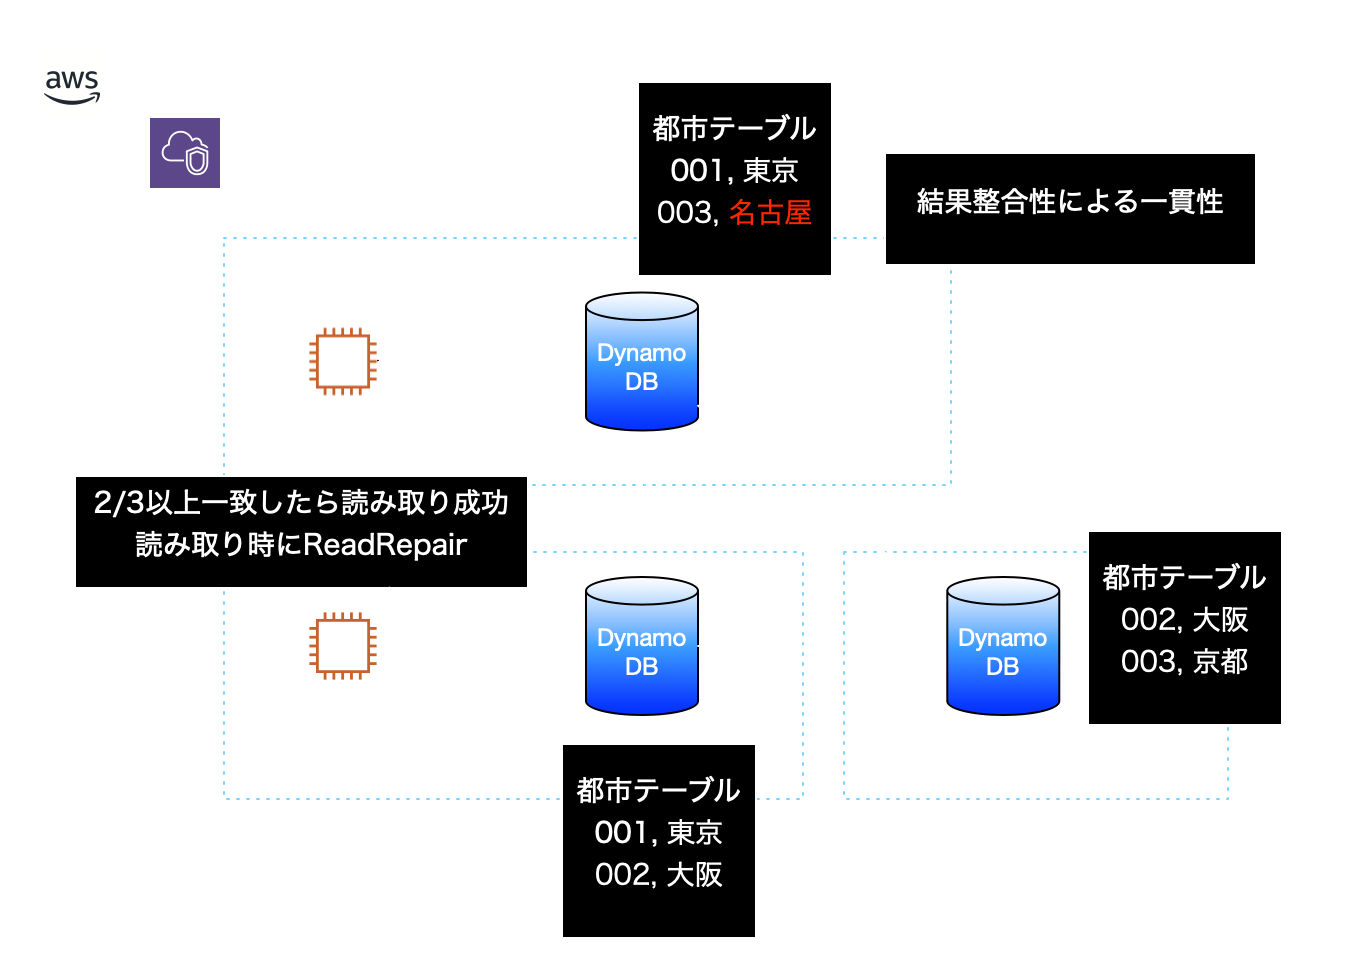 aws
都市テーブル
001, 東京
003, 名古屋
結果整合性による一貫性
Dynamo
DB
2/3以上一致したら読み取り成功
読み取り時にReadRepair
Dynamo
DB
Dynamo
DB
都市テーブル
002, 大阪
003, 京都
都市テーブル
001, 東京
002, 大阪